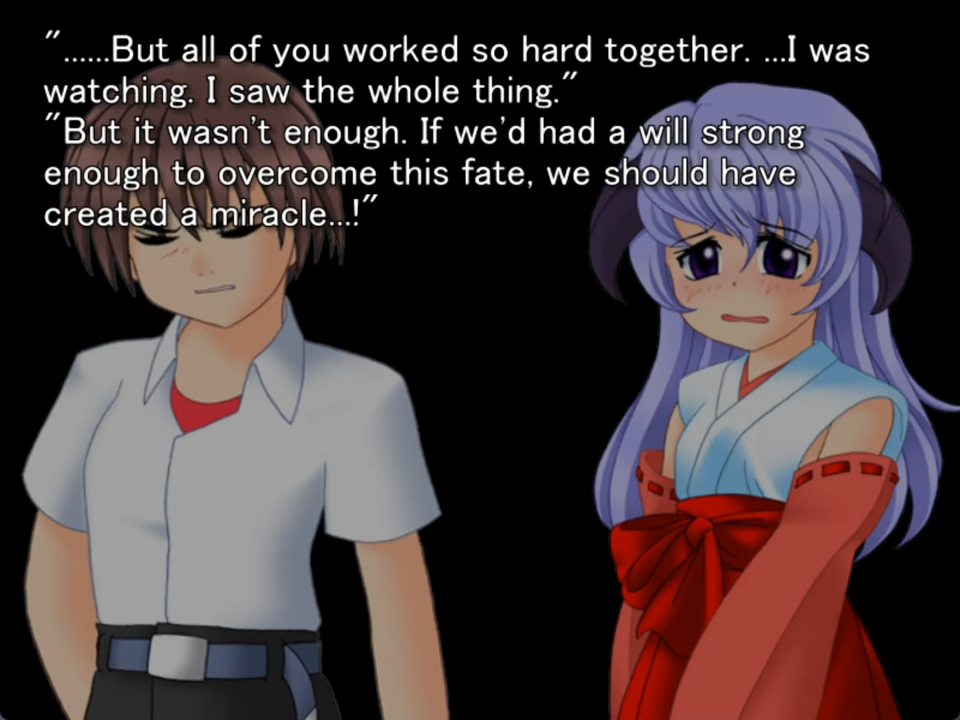 "......But all of you worked so hard together. ...I was
watching. I saw the whole thing."
"But it wasn't enough. If we'd had a will strong
enough to overcome this fate, we should have
created a miracle...!"